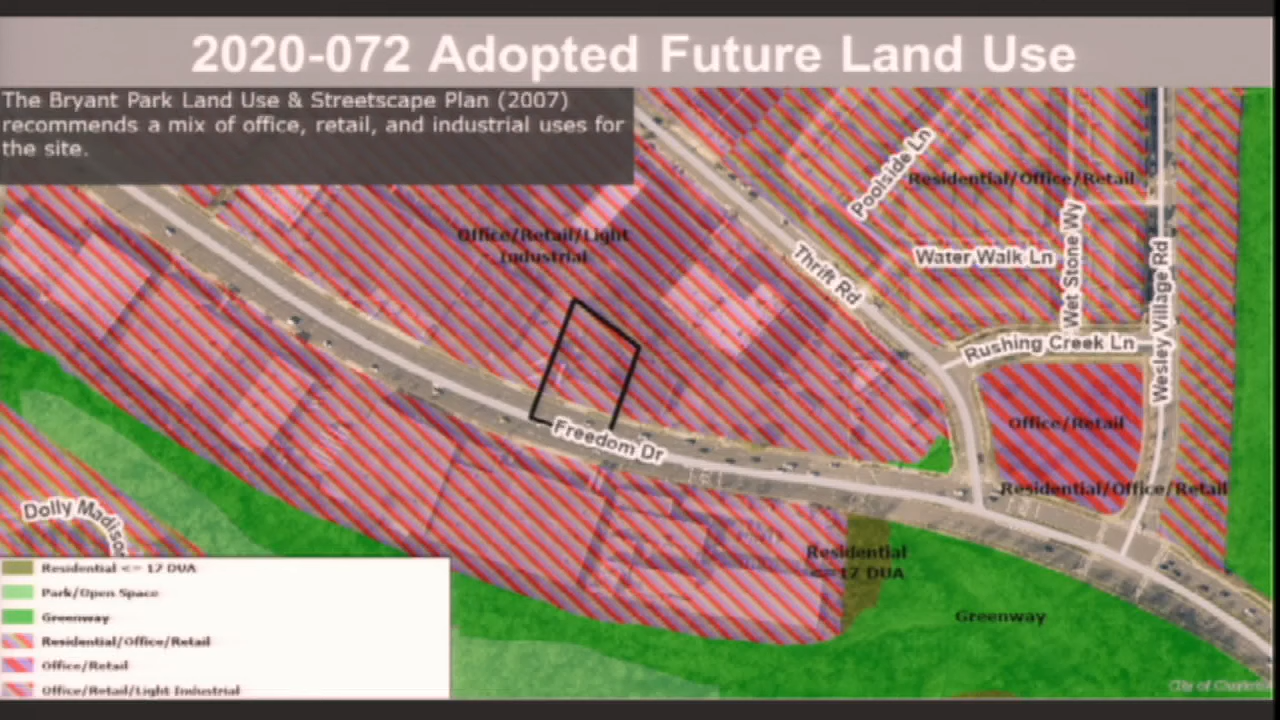 2020-072 Adopted Future Land Use
The Bryant Park Land Use & Streetscape Plan (2007)
recommends a mix of office, retail, and industrial uses for
the site.
Poolside Ln
Residential/Office/Retail
Office/Retail/Light
Industrial
Water Walk Ln
Wet Stone Wy
Wesley Village Rd
Thrift Rd
Rushing Creek Ln
Office/Retail
Freedom Dr
Residential/Office/Retail
Dolly Madison
Residential
<= 17 DUA
Greenway
Residential <= 17 DUA
Park/Open Space
Greenway
Residential/Office/Retail
Office/Retail
Office/Retail/Light Industrial
City of Charlotte